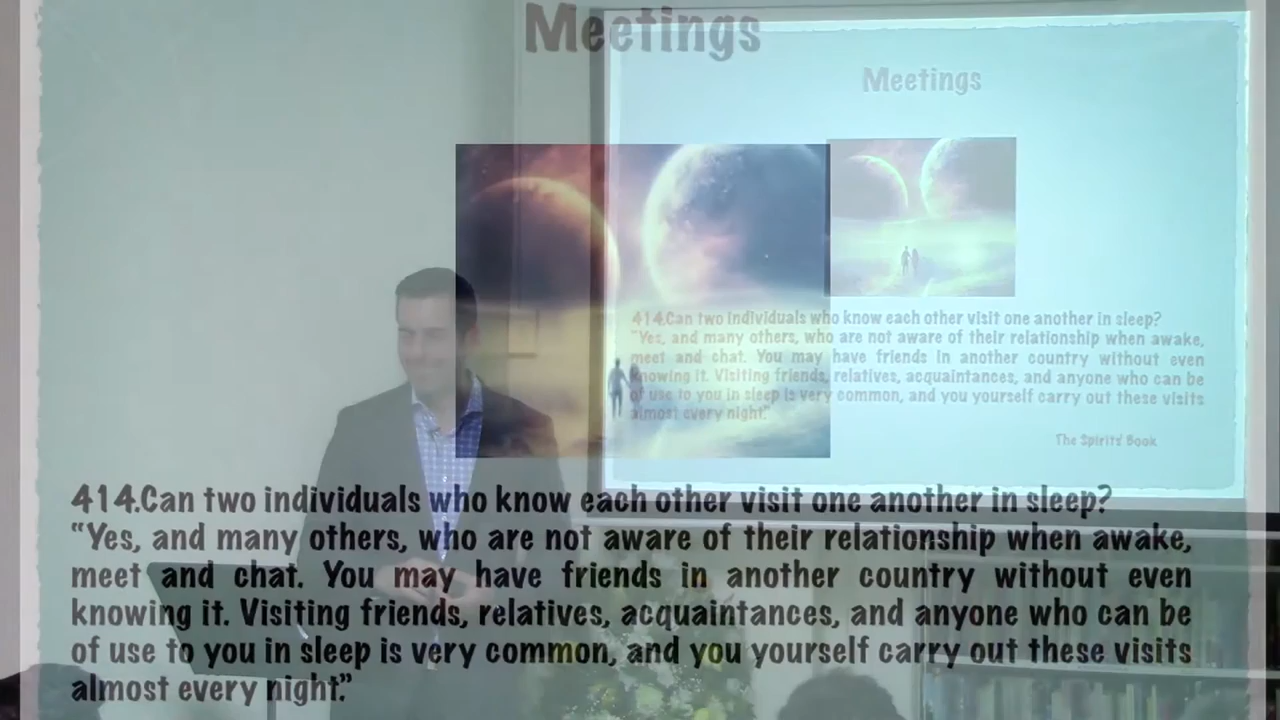 Meetings
Meetings
414.Can two individuals who know each other visit one another in sleep?
“Yes, and many others, who are not aware of their relationship when awake,
meet and chat. You may have friends in another country without even
knowing it. Visiting friends, relatives, acquaintances, and anyone who can be
of use to you in sleep is very common, and you yourself carry out these visits
almost every night.”
The Spirits' Book
414.Can two individuals who know each other visit one another in sleep?
“Yes, and many others, who are not aware of their relationship when awake,
meet and chat. You may have friends in another country without even
knowing it. Visiting friends, relatives, acquaintances, and anyone who can be
of use to you in sleep is very common, and you yourself carry out these visits
almost every night.”